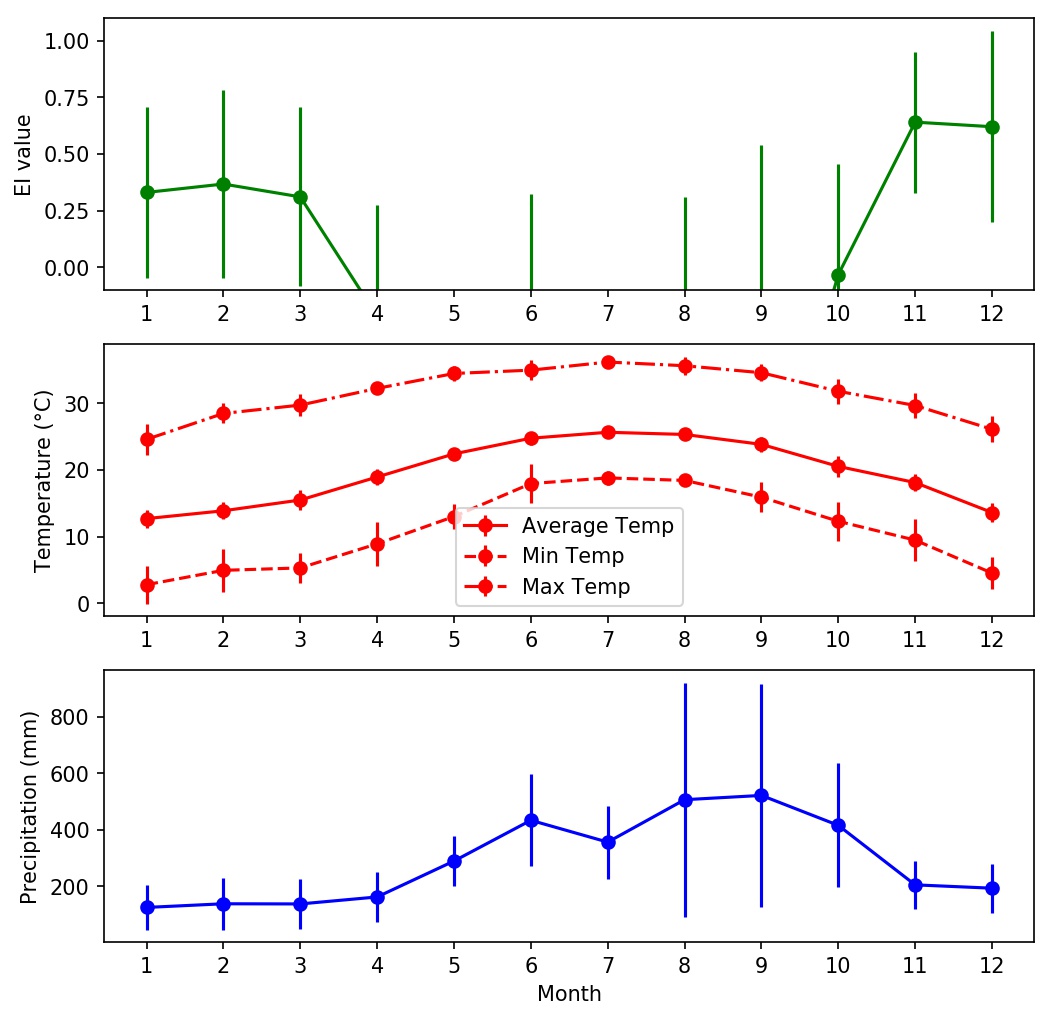 EI value
1.00
0.75
0.50
0.25
0.00
1 2 3 4 5 6 7 8 9 10 11 12
Temperature (°C)
30
20
10
0
Average Temp
Min Temp
Max Temp
1 2 3 4 5 6 7 8 9 10 11 12
Precipitation (mm)
800
600
400
200
1 2 3 4 5 6 7 8 9 10 11 12
Month